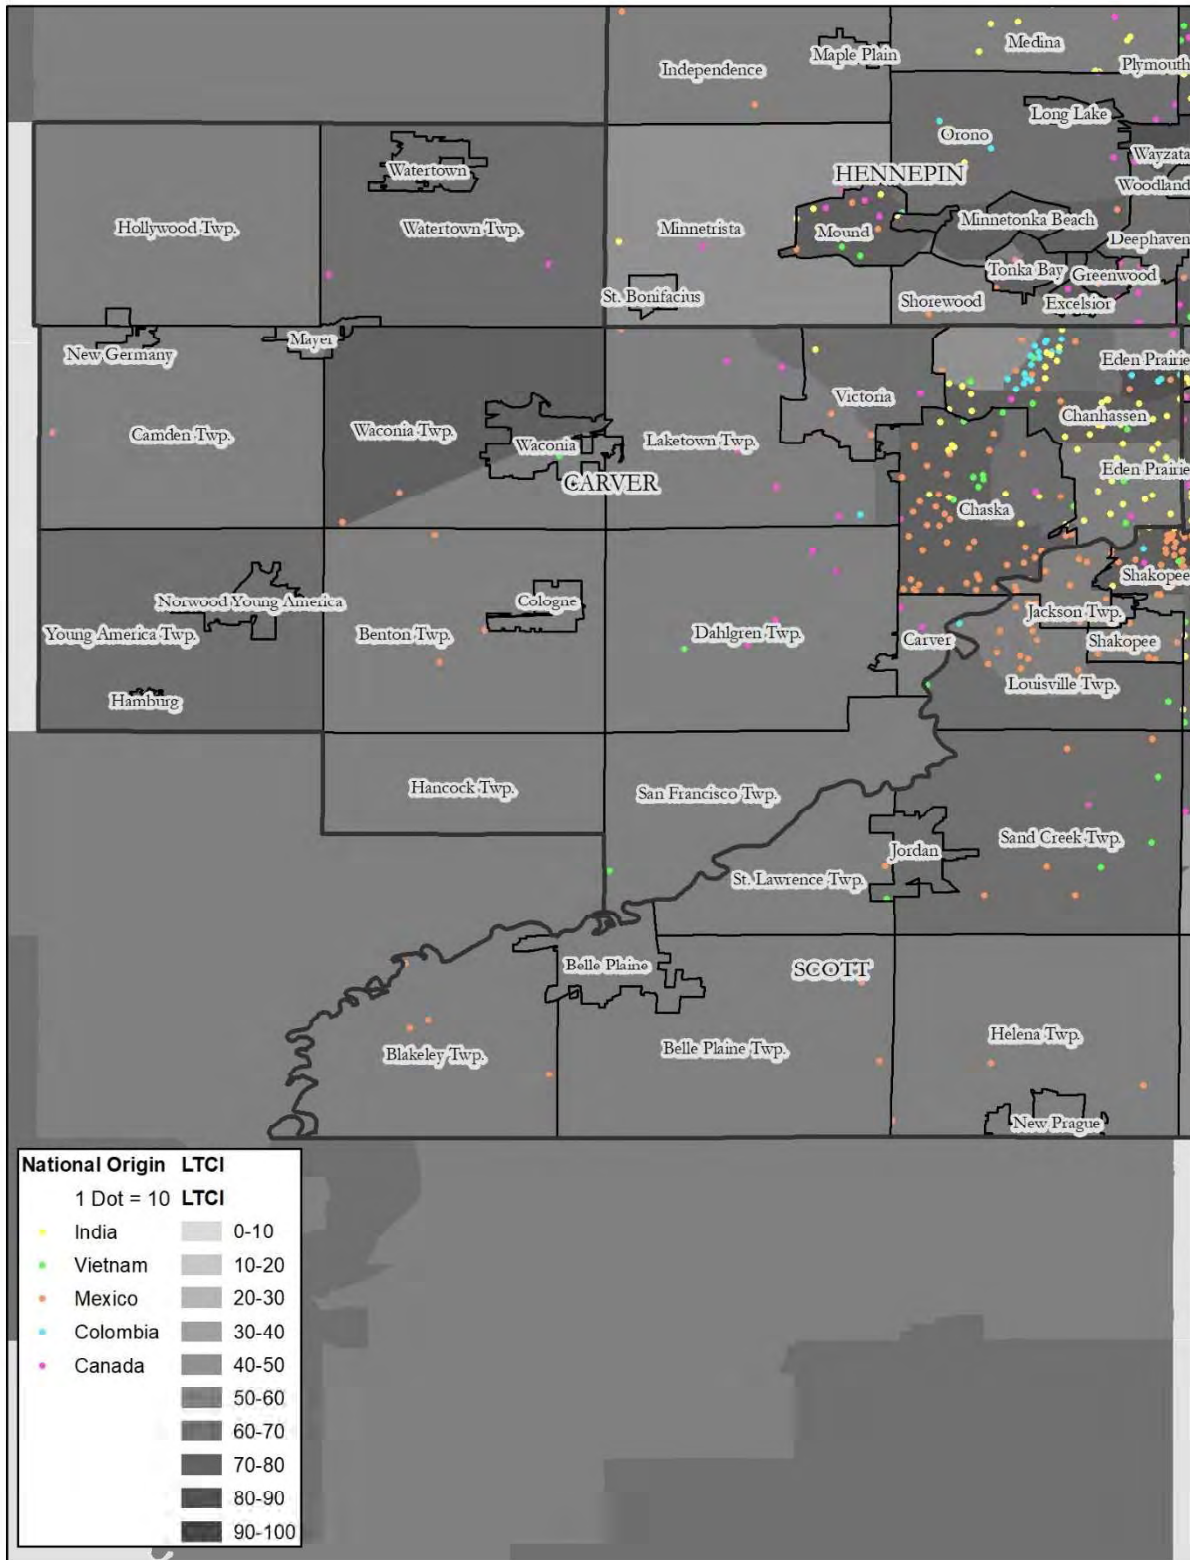 Medina
Maple Plain
Plymouth
Independence
Long Lake
Orono
Wayzata
Watertown
HENNEPIN
Woodland
Hollywood Twp.
Watertown Twp.
Minnetrista
Mound
Minnetonka Beach
Deephaven
Tonka Bay
Greenwood
St. Bonifacius
Shorewood
Excelsior
New Germany
Mayer
Eden Prairie
Victoria
Chanhassen
Camden Twp.
Waconia Twp.
Waconia
Laketown Twp.
Eden Prairie
CARVER
Chaska
Shakopee
Norwood Young America
Cologne
Jackson Twp.
Young America Twp.
Benton Twp.
Dahlgren Twp.
Carver
Shakopee
Hamburg
Louisville Twp.
Hancock Twp.
San Francisco Twp.
Jordan
Sand Creek Twp.
St. Lawrence Twp.
Belle Plaine
SCOTT
Blakeley Twp.
Belle Plaine Twp.
Helena Twp.
New Prague
National Origin LTCI
1 Dot = 10 LTCI
India 0-10
Vietnam 10-20
Mexico 20-30
Colombia 30-40
Canada 40-50
50-60
60-70
70-80
80-90
90-100